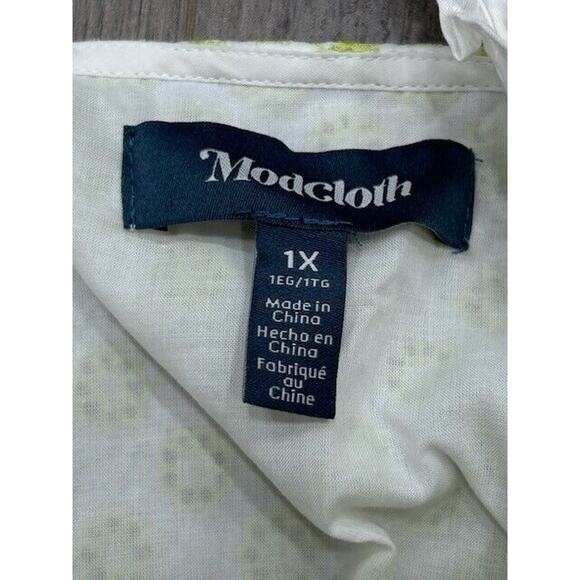 Modcloth
1X
1EG/1TG
Made in
China
Hecho en
China
Fabriqué
au
Chine